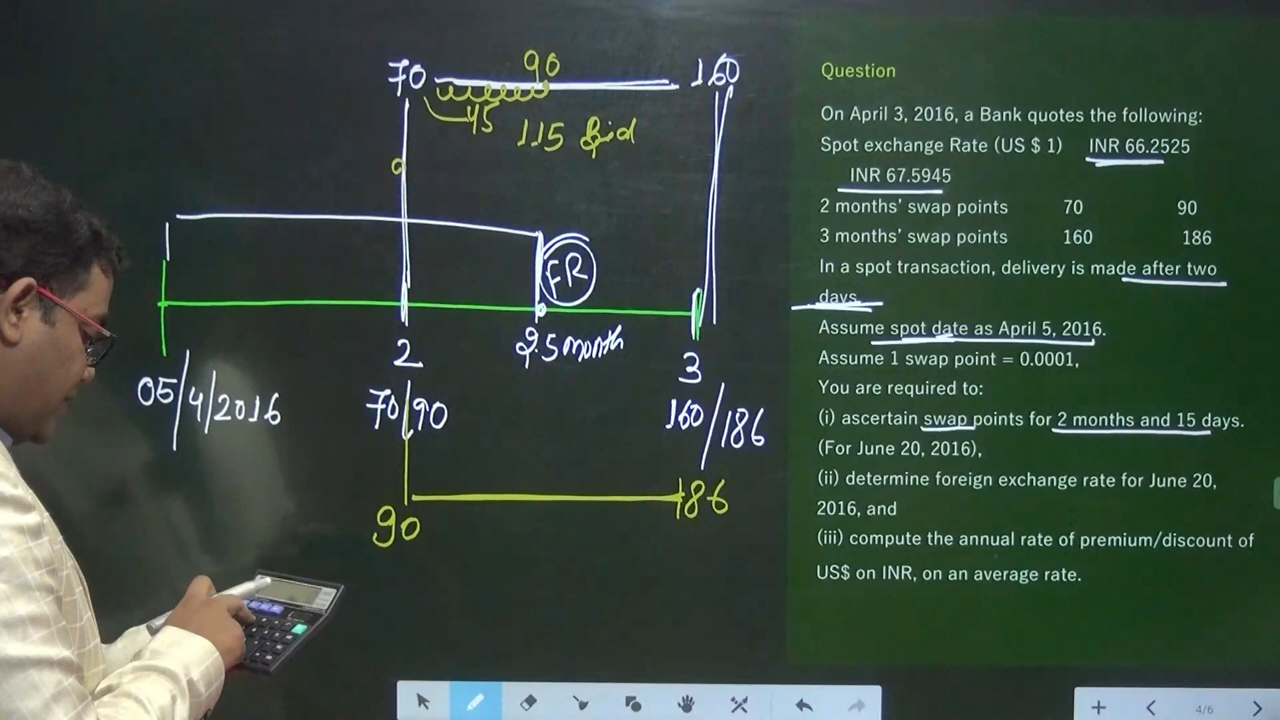 70 90 160
45
115 Bid
FR
2 2.5 month 3
05/4/2016 70/90 160/186
90 186
Question
On April 3, 2016, a Bank quotes the following:
Spot exchange Rate (US $ 1) INR 66.2525
INR 67.5945
2 months' swap points 70 90
3 months' swap points 160 186
In a spot transaction, delivery is made after two
days.
Assume spot date as April 5, 2016.
Assume 1 swap point = 0.0001,
You are required to:
(i) ascertain swap points for 2 months and 15 days.
(For June 20, 2016),
(ii) determine foreign exchange rate for June 20,
2016, and
(iii) compute the annual rate of premium/discount of
US$ on INR, on an average rate.
4/6